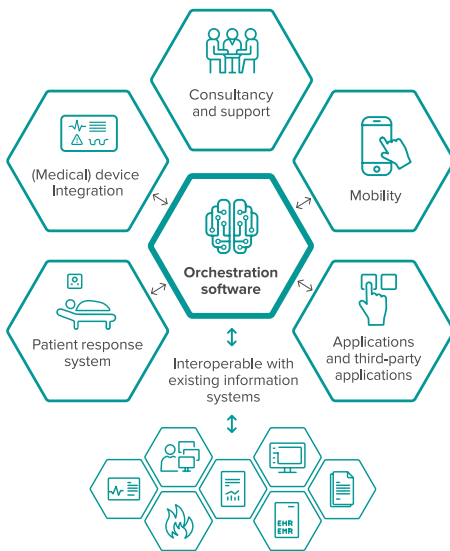 Consultancy
and support
(Medical) device
Integration
Mobility
Orchestration
software
Patient response
system
Applications
and third-party
applications
Interoperable with
existing information
systems
EHR
EMR